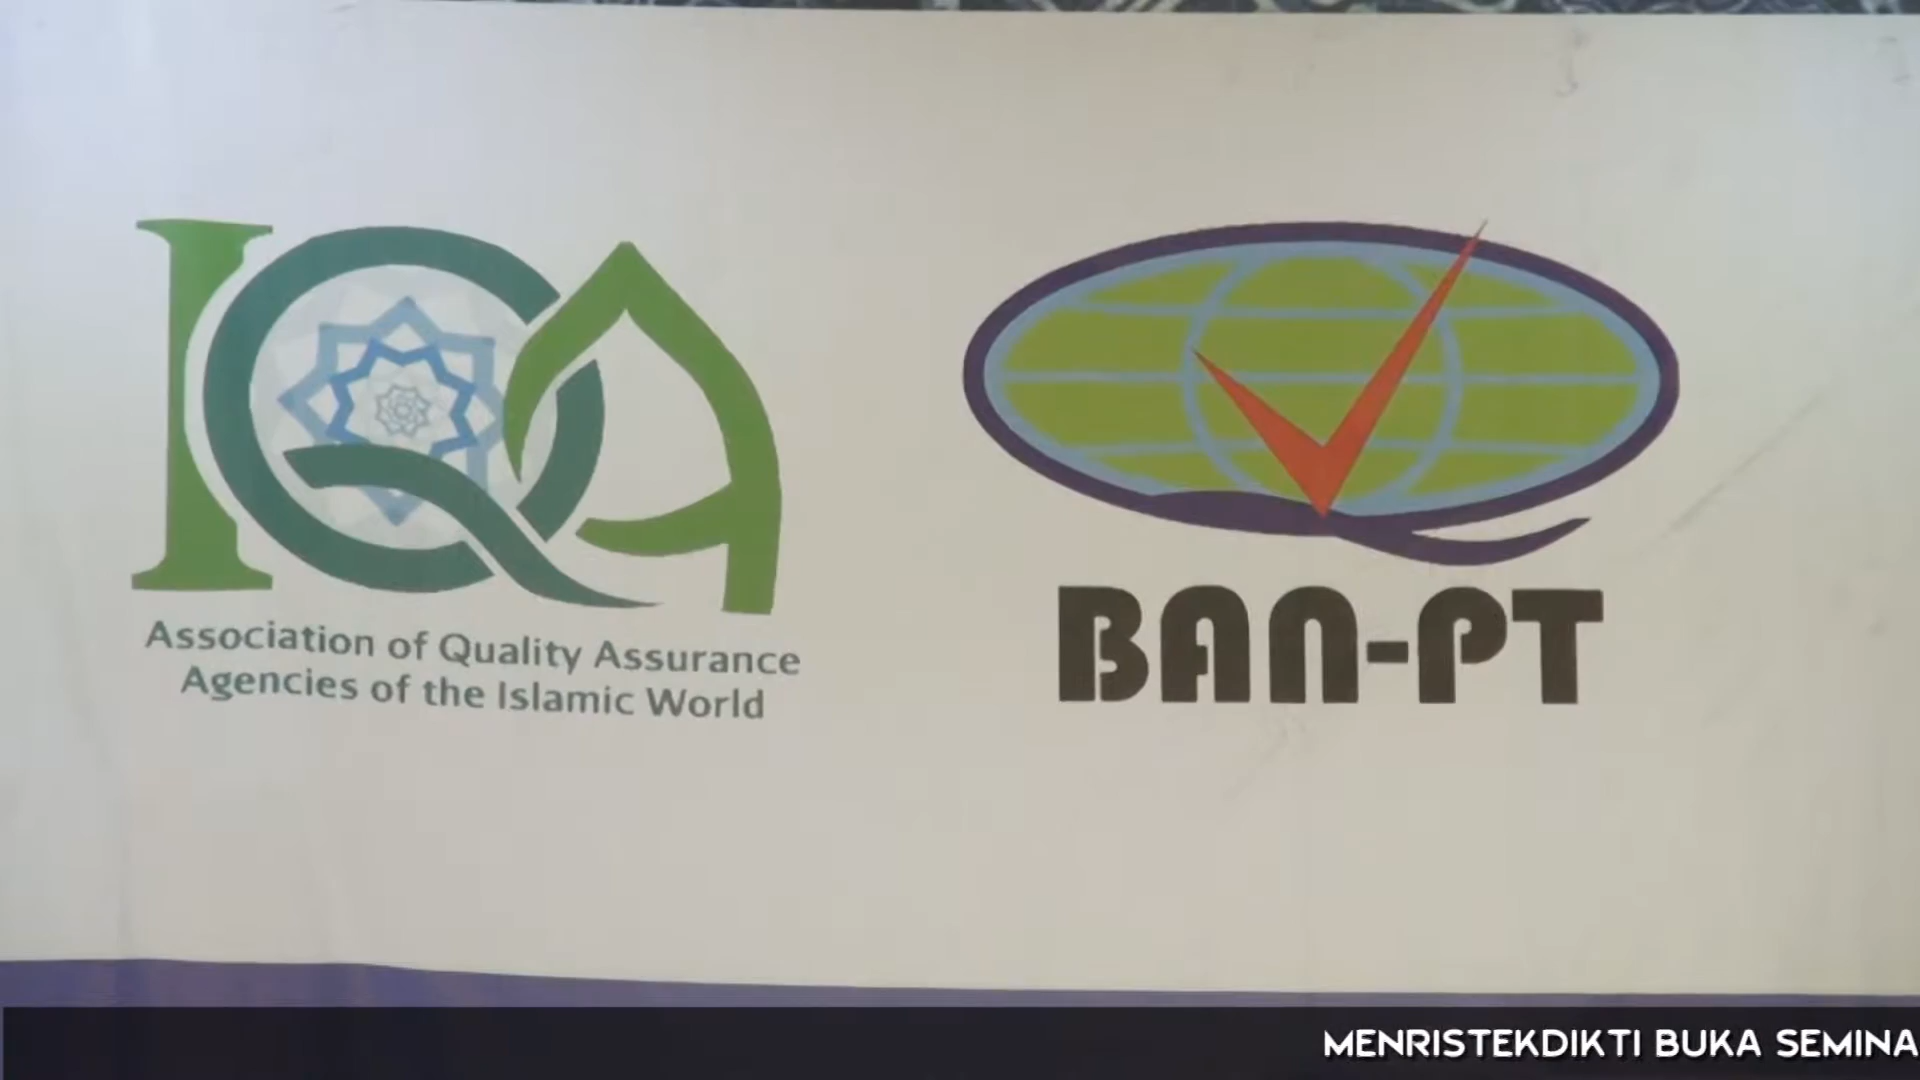 IQA
Association of Quality Assurance
Agencies of the Islamic World
BAN-PT
MENRISTEKDIKTI BUKA SEMINA